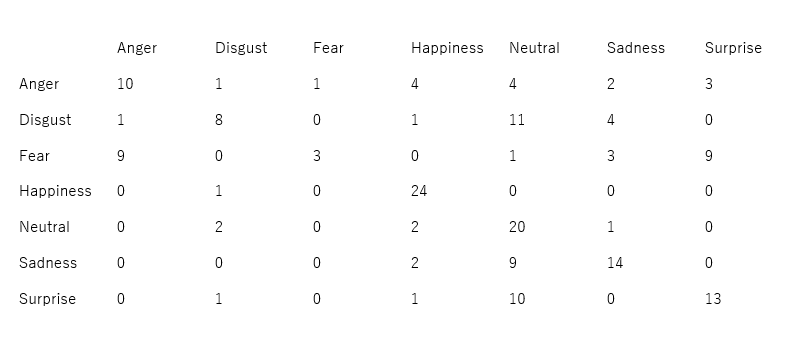 Anger Disgust Fear Happiness Neutral Sadness Surprise
Anger 10 1 1 4 4 2 3
Disgust 1 8 0 1 11 4 0
Fear 9 0 3 0 1 3 9
Happiness 0 1 0 24 0 0 0
Neutral 0 2 0 2 20 1 0
Sadness 0 0 0 2 9 14 0
Surprise 0 1 0 1 10 0 13